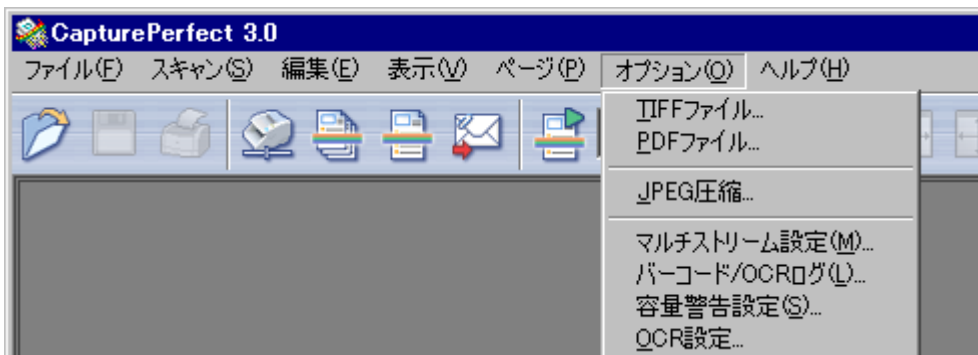 CapturePerfect 3.0
ファイル(F) スキャン(S) 編集(E) 表示(V) ページ(P) オプション(O) ヘルプ(H)
TIFFファイル...
PDFファイル...
JPEG圧縮...
マルチストリーム設定(M)...
バーコード/OCRログ(L)...
容量警告設定(S)...
OCR設定...